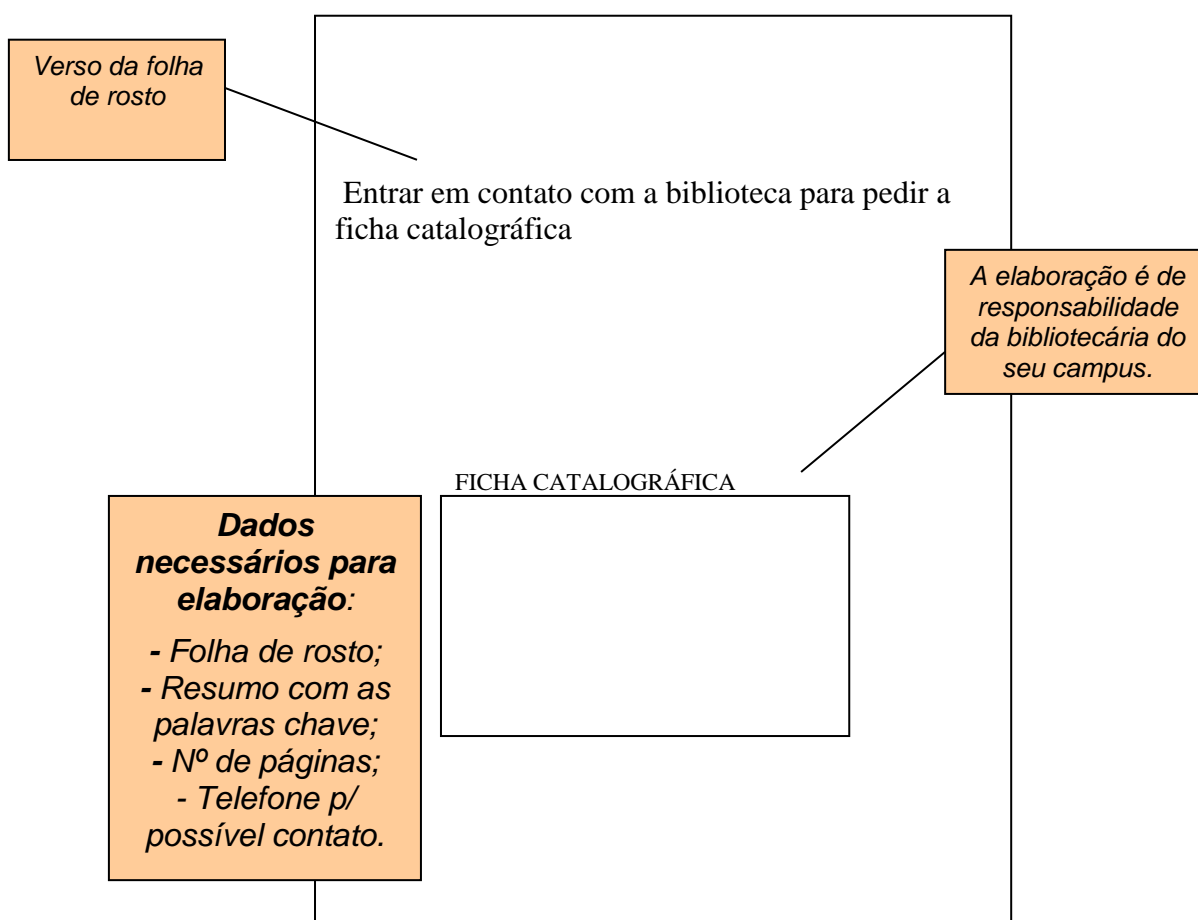 Verso da folha
de rosto
Entrar em contato com a biblioteca para pedir a
ficha catalográfica
A elaboração é de
responsabilidade
da bibliotecária do
seu campus.
FICHA CATALOGRÁFICA
Dados
necessários para
elaboração:
- Folha de rosto;
- Resumo com as
palavras chave;
- Nº de páginas;
- Telefone p/
possível contato.